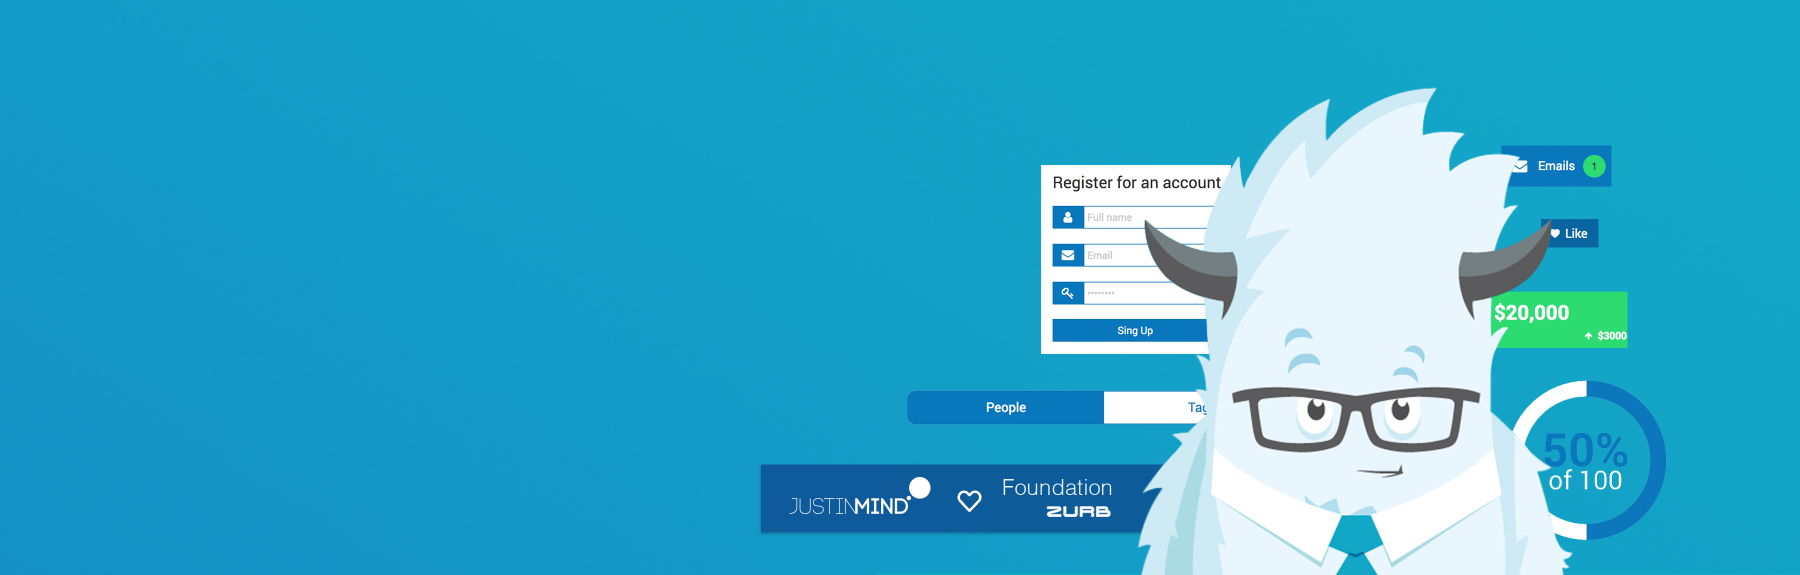 Register for an account
Full name
Email
Sing Up
People
Tag
JUSTINMIND
Foundation
ZURB
Emails 1
Like
$20,000
$3000
50%
of 100